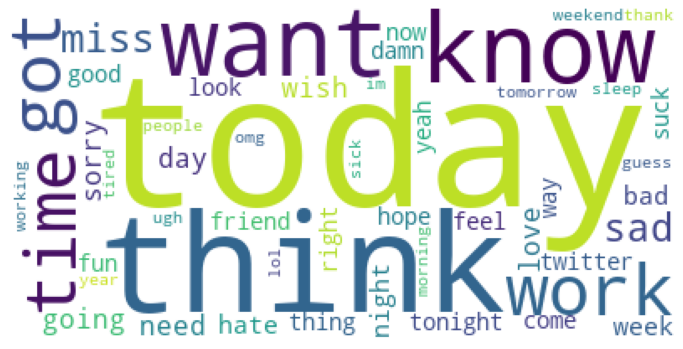 weekend thank
miss want know now
damn
got good look wish im tomorrow sleep
today
people omg yeah suck
sorry tired day sick guess
time working way bad
think
ugh friend right hope feel love sad
lol morning twitter
fun year night work
going need hate thing tonight come week